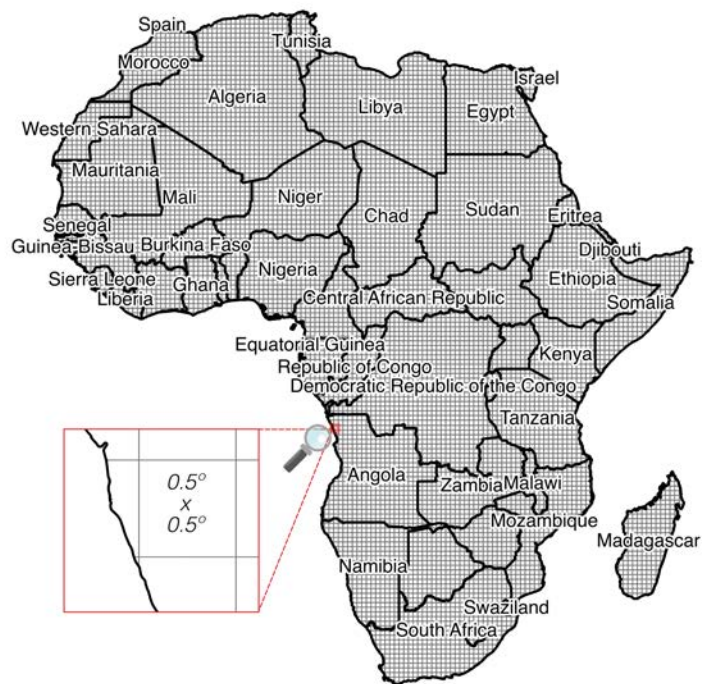 Spain
Tunisia
Morocco
Israel
Algeria
Libya
Egypt
Western Sahara
Mauritania
Mali
Niger
Chad
Sudan
Eritrea
Senegal
Guinea-Bissau
Burkina Faso
Djibouti
Nigeria
Ethiopia
Sierra Leone
Ghana
Liberia
Central African Republic
Somalia
Equatorial Guinea
Kenya
Republic of Congo
Democratic Republic of the Congo
Tanzania
0.5°
x
0.5°
Angola
Zambia
Malawi
Mozambique
Madagascar
Namibia
Swaziland
South Africa